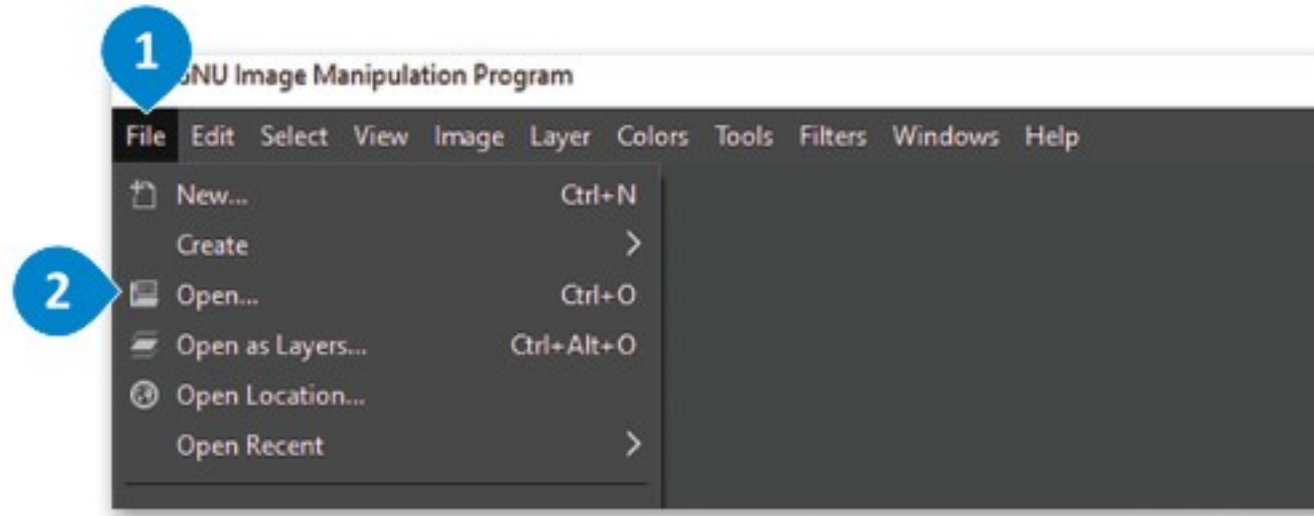 1
GNU Image Manipulation Program
File Edit Select View Image Layer Colors Tools Filters Windows Help
New... Ctrl+N
Create
2
Open... Ctrl+O
Open as Layers... Ctrl+Alt+O
Open Location...
Open Recent